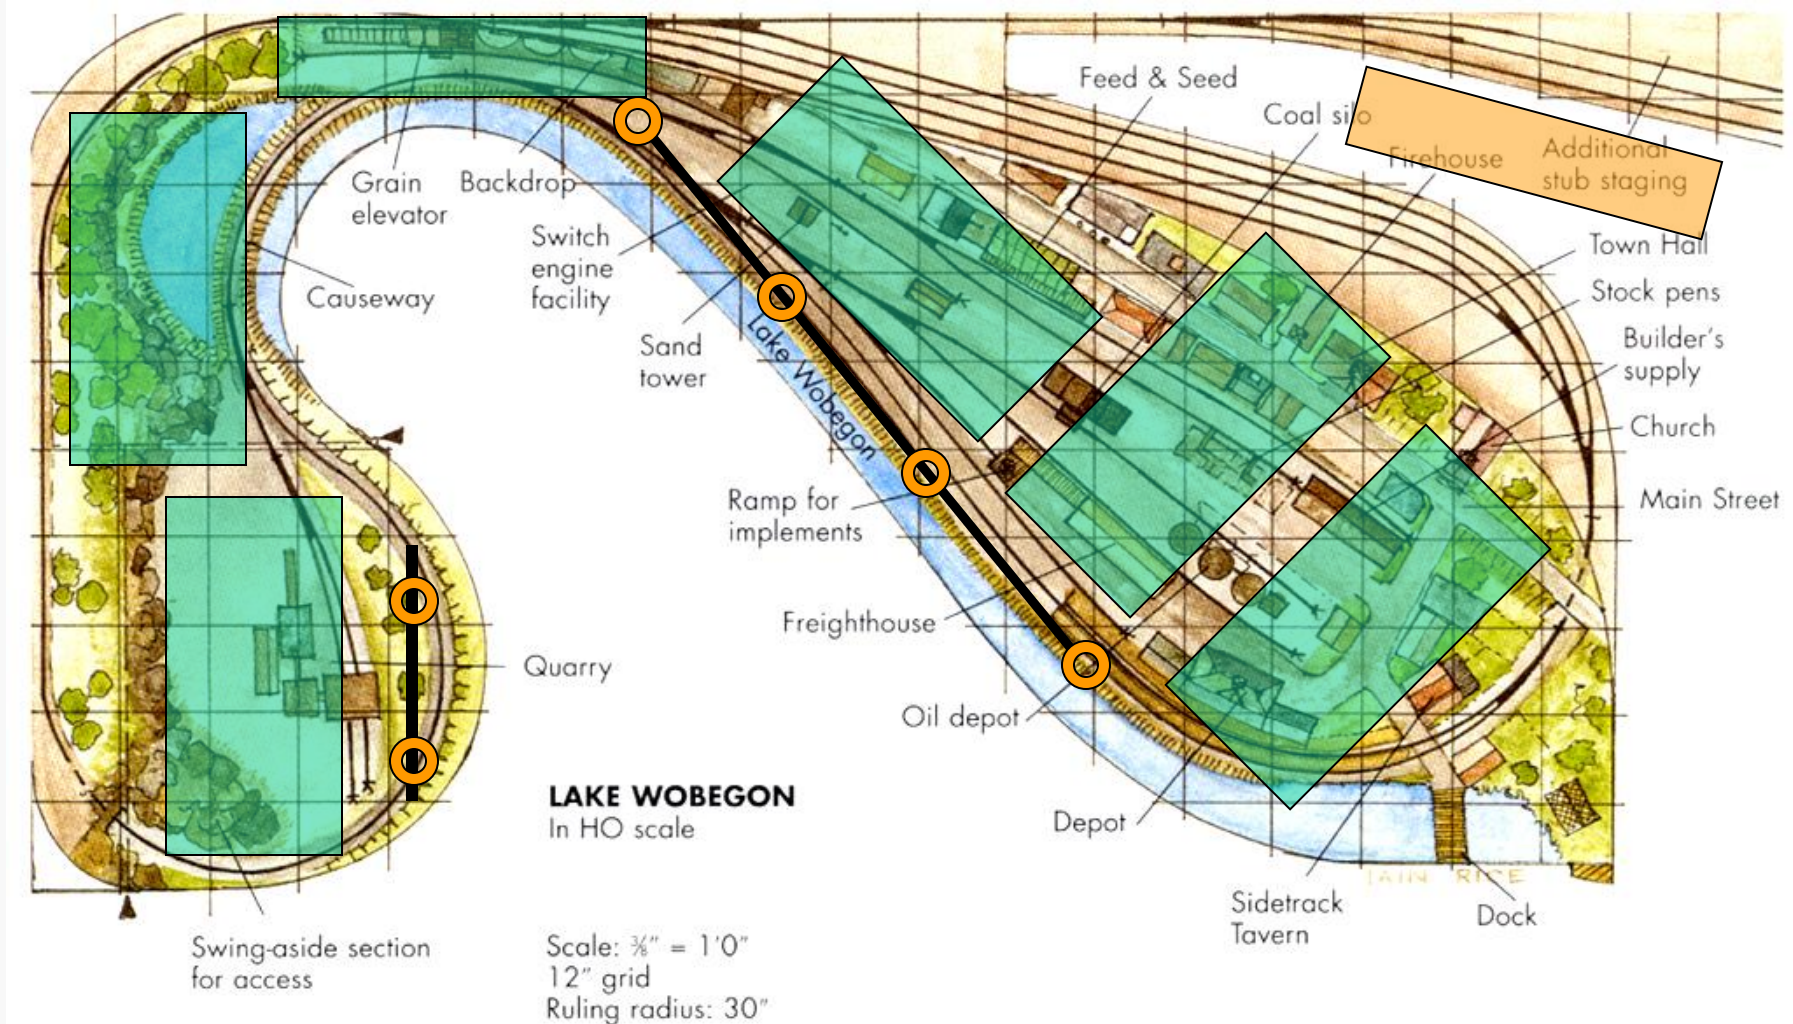 Feed & Seed
Coal silo
Firehouse
Additional
stub staging
Grain
elevator
Backdrop
Switch
engine
facility
Town Hall
Stock pens
Causeway
Builder's
supply
Sand
tower
Lake Wobegon
Church
Main Street
Ramp for
implements
Freighthouse
Quarry
Oil depot
LAKE WOBEGON
In HO scale
Depot
IAIN RICE
Sidetrack
Tavern
Dock
Swing-aside section
for access
Scale: ⅜" = 1'0"
12" grid
Ruling radius: 30"